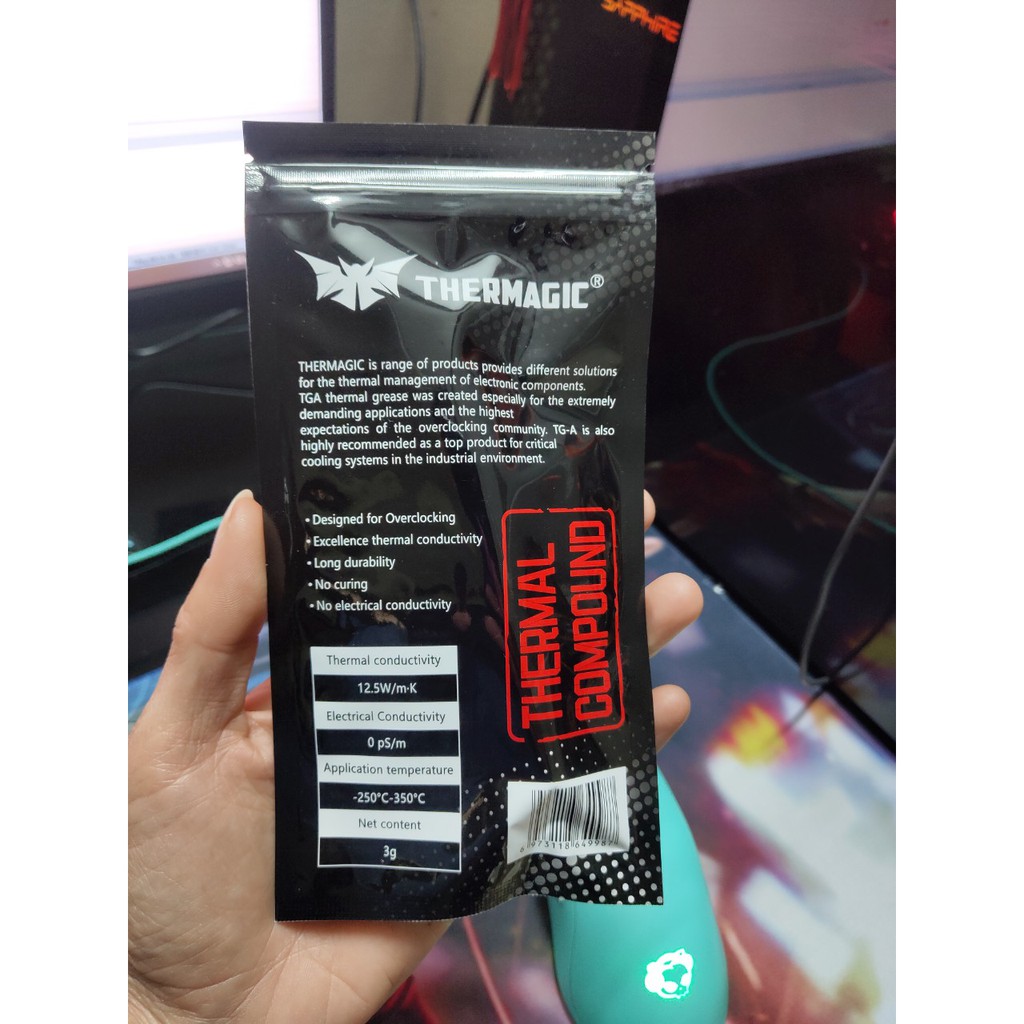 SAPPHIRE
THERMAGIC®
THERMAGIC is range of products provides different solutions
for the thermal management of electronic components.
TGA thermal grease was created especially for the extremely
demanding applications and the highest
expectations of the overclocking community. TG-A is also
highly recommended as a top product for critical
cooling systems in the industrial environment.
• Designed for Overclocking
• Excellence thermal conductivity
• Long durability
• No curing
• No electrical conductivity
THERMAL
COMPOUND
Thermal conductivity
12.5W/m·K
Electrical Conductivity
0 pS/m
Application temperature
-250°C-350°C
Net content
3g